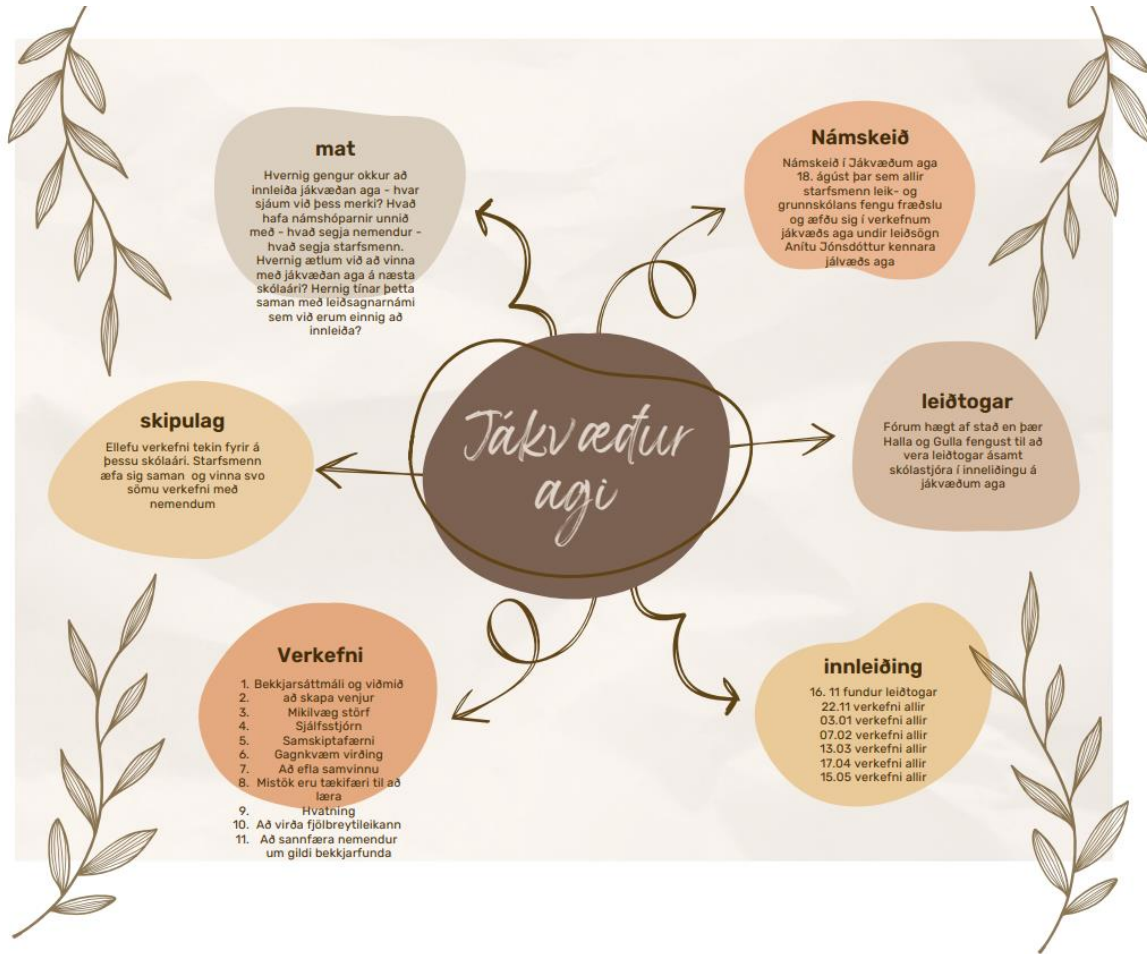 mat
Hvernig gengur okkur að
innleiða jákvæðan aga - hvar
sjáum við þess merki? Hvað
hafa námshóparnir unnið
með - hvað segja nemendur -
hvað segja starfsmenn.
Hvernig ætlum við að vinna
með jákvæðan aga á næsta
skólaári? Hernig tínar þetta
saman með leiðsagnarnámi
sem við erum einnig að
innleiða?
Námskeið
Námskeið í Jákvæðum aga
18. ágúst þar sem allir
starfsmenn leik- og
grunnskólans fengu fræðslu
og æfðu sig í verkefnum
jákvæðs aga undir leiðsögn
Anítu Jónsdóttur kennara
jálvæðs aga
skipulag
Ellefu verkefni tekin fyrir á
þessu skólaári. Starfsmenn
æfa sig saman og vinna svo
sömu verkefni með
nemendum
Jákvæður
agi
leiðtogar
Fórum hægt af stað en þær
Halla og Gulla fengust til að
vera leiðtogar ásamt
skólastjóra í inneliðingu á
jákvæðum aga
Verkefni
1. Bekkjarsáttmáli og viðmið
2. að skapa venjur
3. Mikilvæg störf
4. Sjálfsstjórn
5. Samskiptafærni
6. Gagnkvæm virðing
7. Að efla samvinnu
8. Mistök eru tækifæri til að
læra
9. Hvatning
10. Að virða fjölbreytileikann
11. Að sannfæra nemendur
um gildi bekkjarfunda
innleiðing
16. 11 fundur leiðtogar
22.11 verkefni allir
03.01 verkefni allir
07.02 verkefni allir
13.03 verkefni allir
17.04 verkefni allir
15.05 verkefni allir